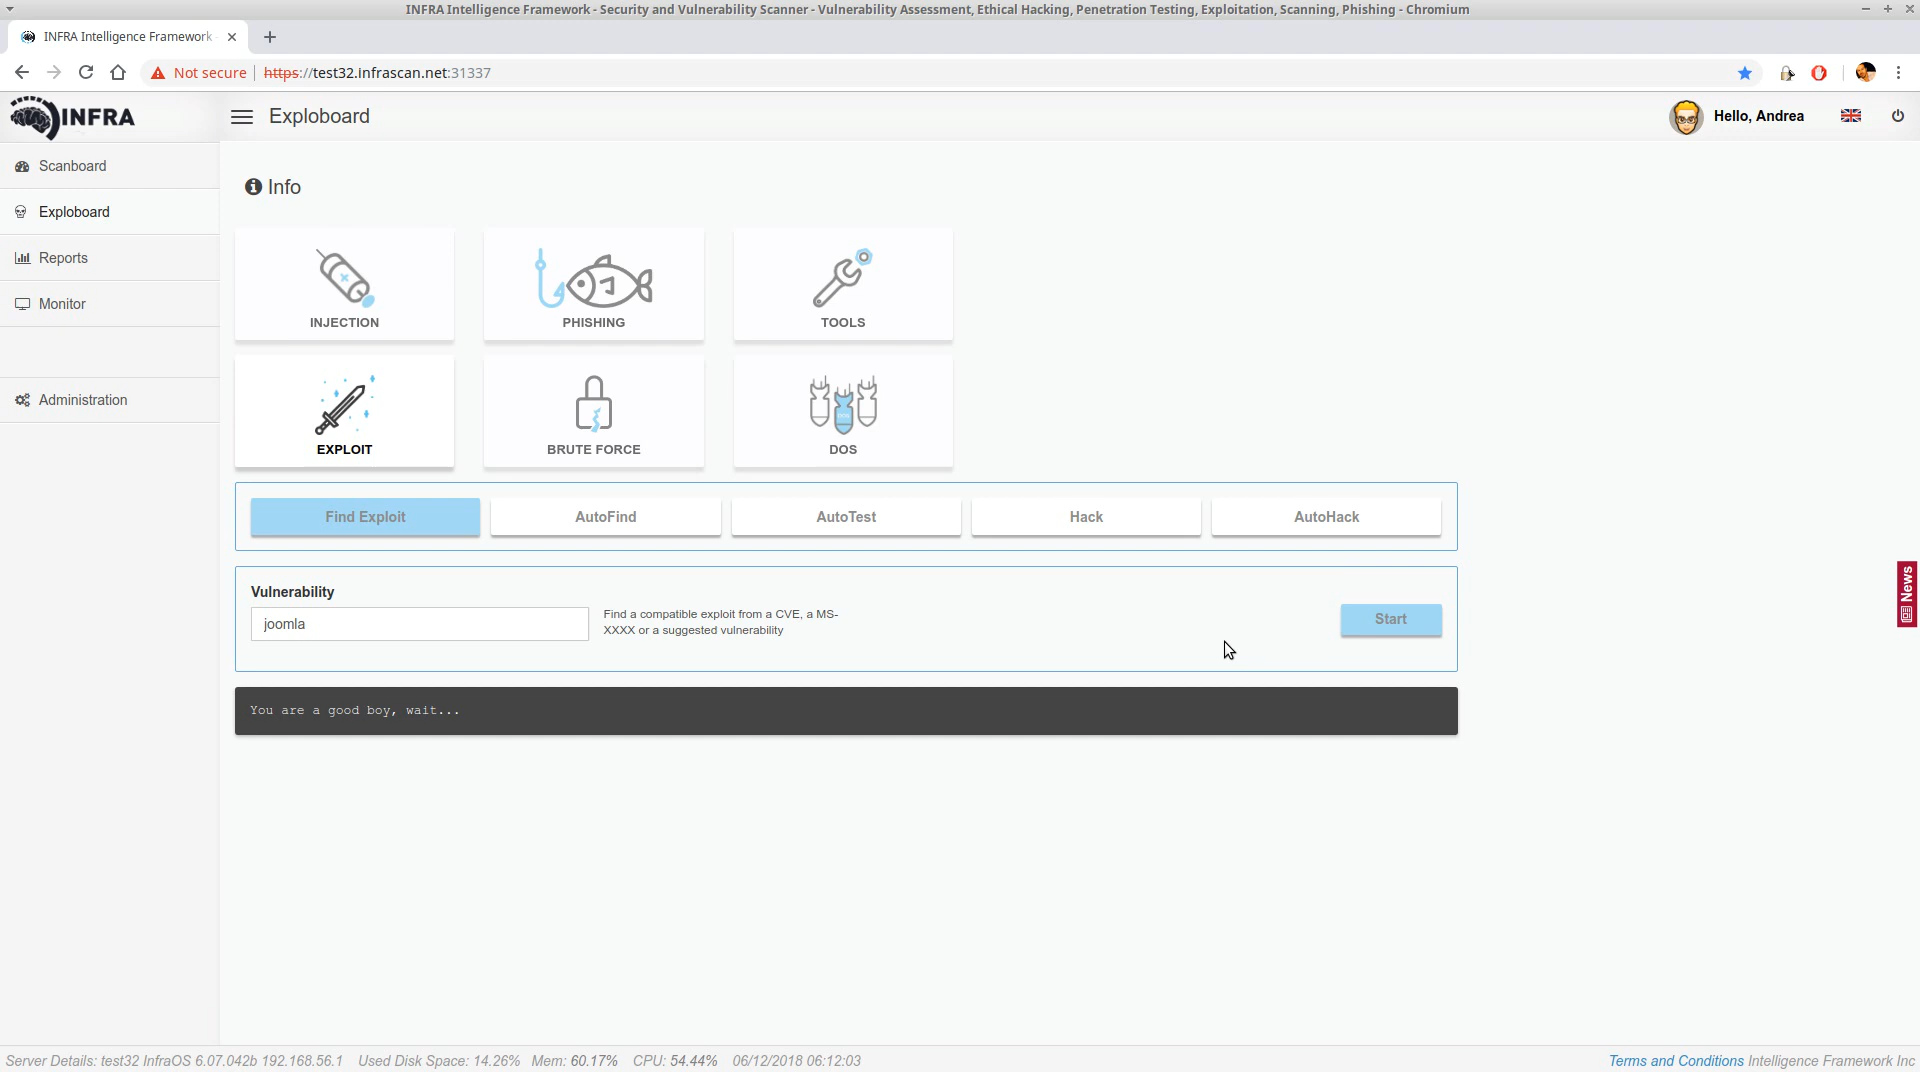 INFRA Intelligence Framework - Security and Vulnerability Scanner - Vulnerability Assessment, Ethical Hacking, Penetration Testing, Exploitation, Scanning, Phishing - Chromium
INFRA Intelligence Framework
Not secure https://test32.infrascan.net:31337
INFRA
Exploboard
Hello, Andrea
Scanboard
Exploboard
Reports
Monitor
Administration
Info
INJECTION
PHISHING
TOOLS
EXPLOIT
BRUTE FORCE
DOS
Find Exploit
AutoFind
AutoTest
Hack
AutoHack
Vulnerability
joomla
Find a compatible exploit from a CVE, a MS-
XXXX or a suggested vulnerability
Start
You are a good boy, wait...
News
Server Details: test32 InfraOS 6.07.042b 192.168.56.1 Used Disk Space: 14.26% Mem: 60.17% CPU: 54.44% 06/12/2018 06:12:03
Terms and Conditions Intelligence Framework Inc